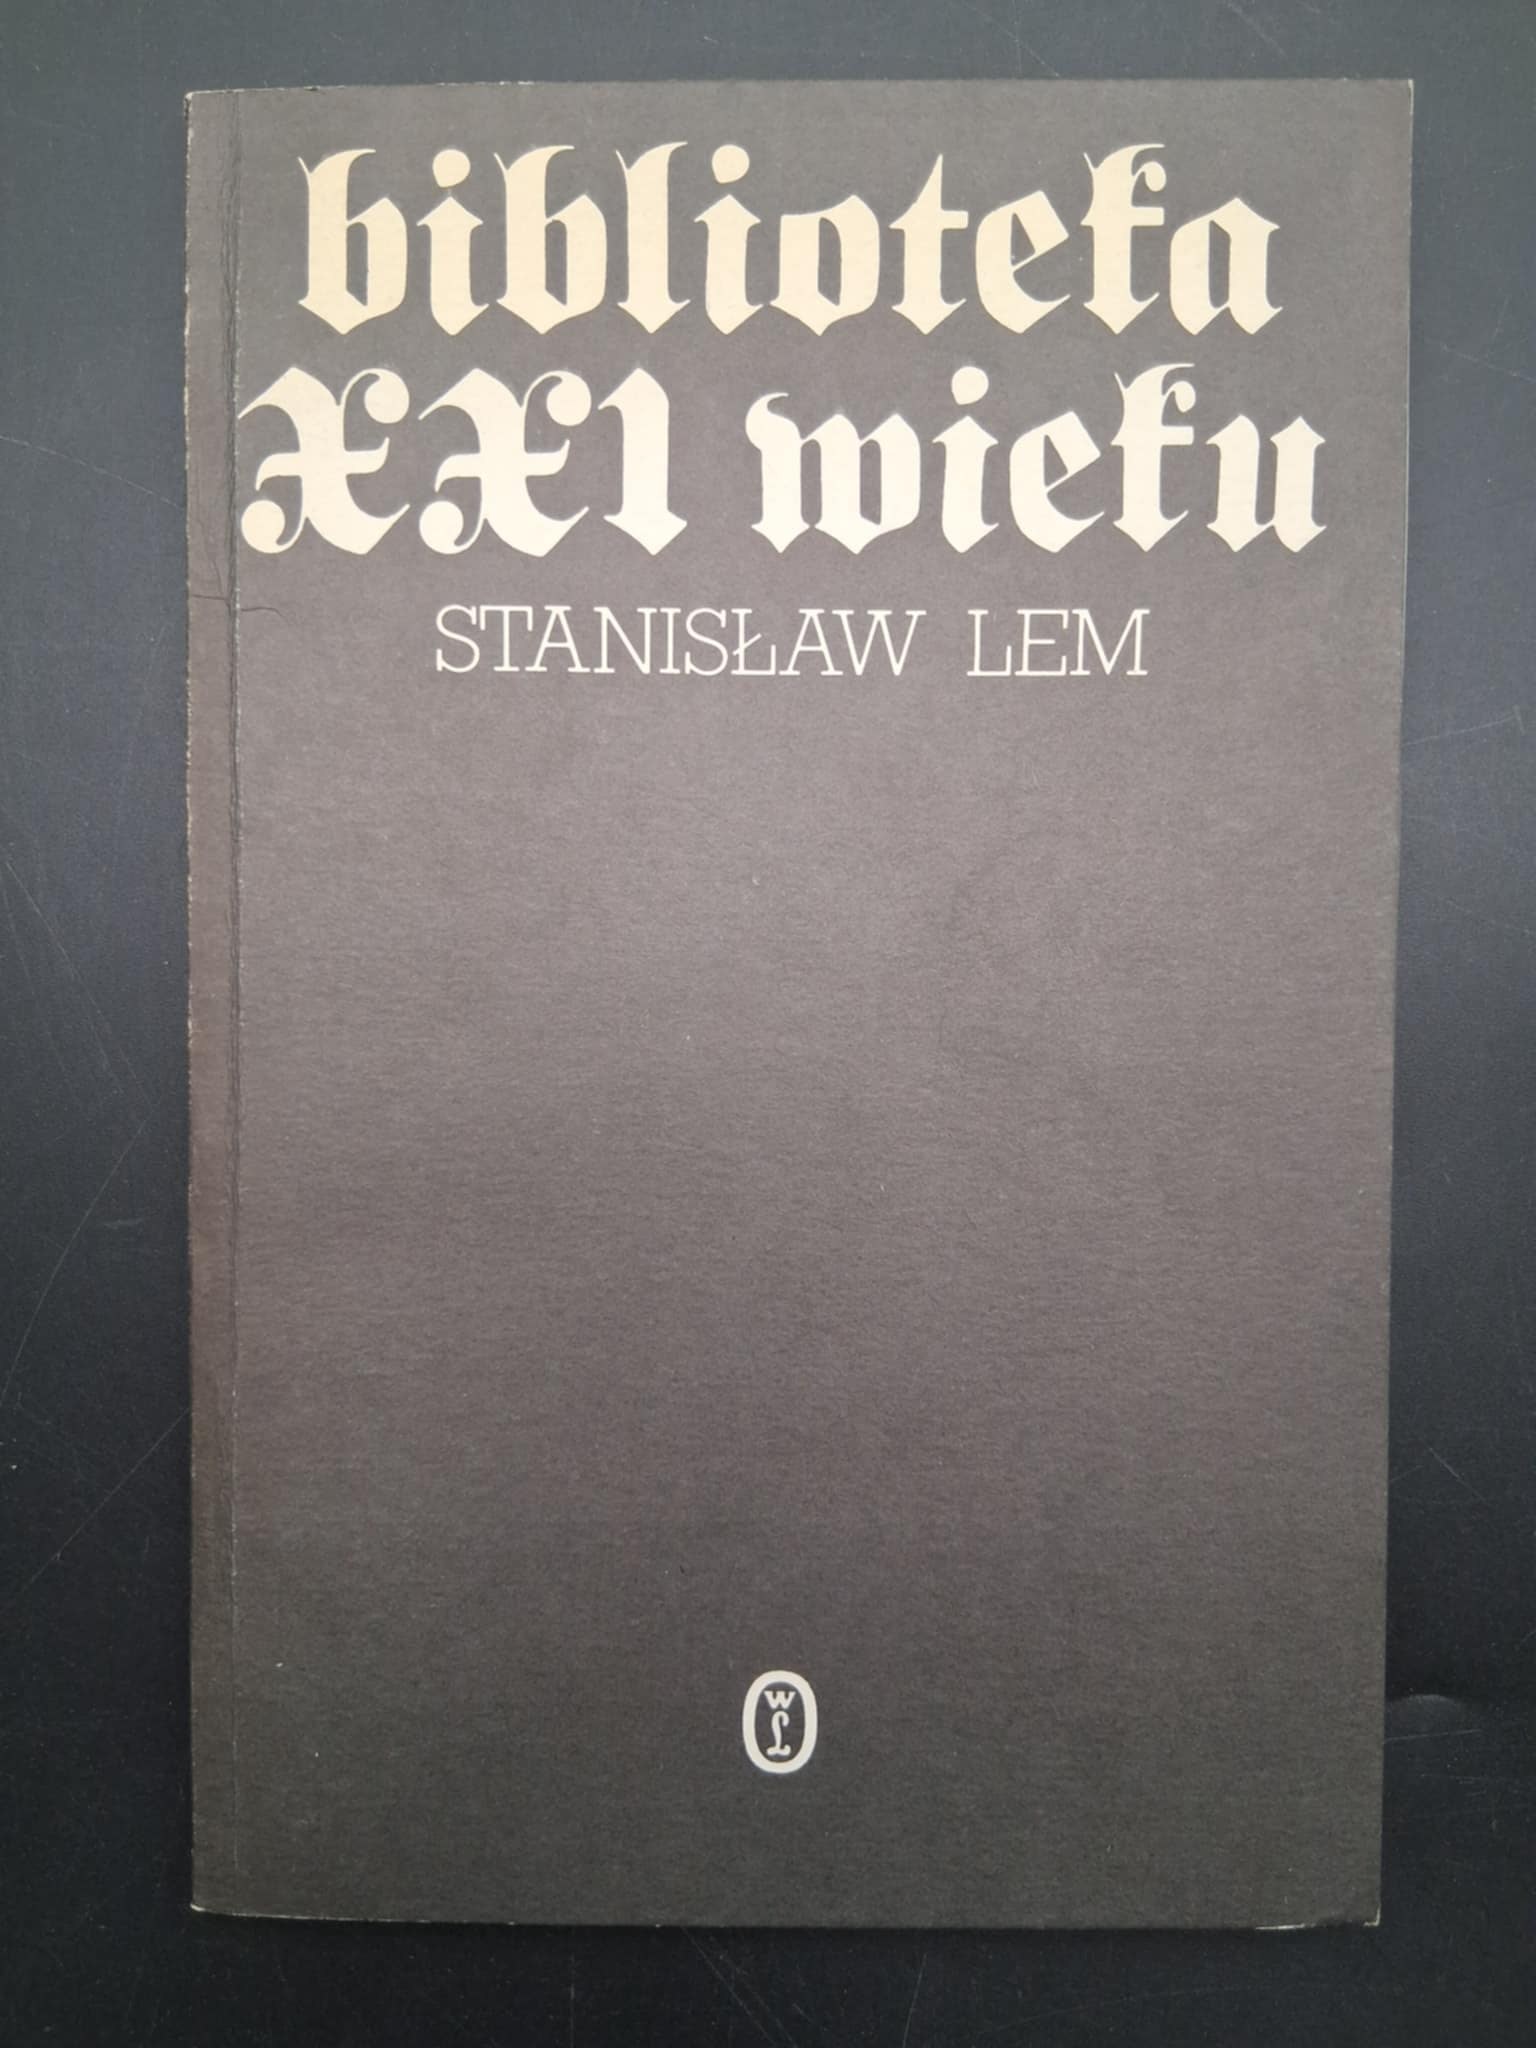 biblioteka
XXI wieku
STANISŁAW LEM
W
L